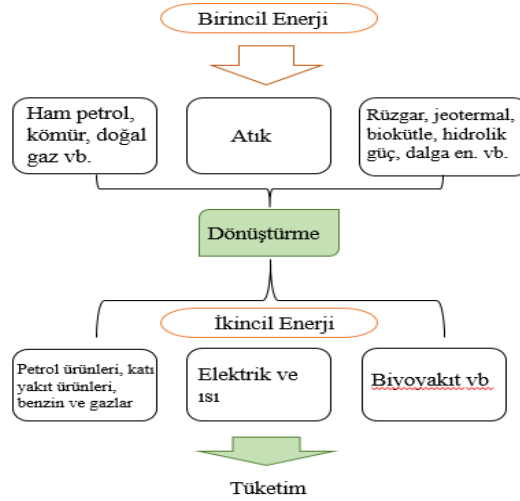 Birincil Enerji
Ham petrol,
kömür, doğal
gaz vb.
Atık
Rüzgar, jeotermal,
biokütle, hidrolik
güç, dalga en. vb.
Dönüştürme
İkincil Enerji
Petrol ürünleri, katı
yakıt ürünleri,
benzin ve gazlar
Elektrik ve
ısı
Biyoyakıt vb
Tüketim